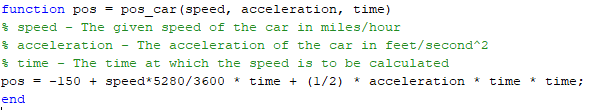 function pos = pos_car(speed, acceleration, time)
% speed - The given speed of the car in miles/hour
% acceleration - The acceleration of the car in feet/second^2
% time - The time at which the speed is to be calculated
pos = -150 + speed*5280/3600 * time + (1/2) * acceleration * time * time;
end